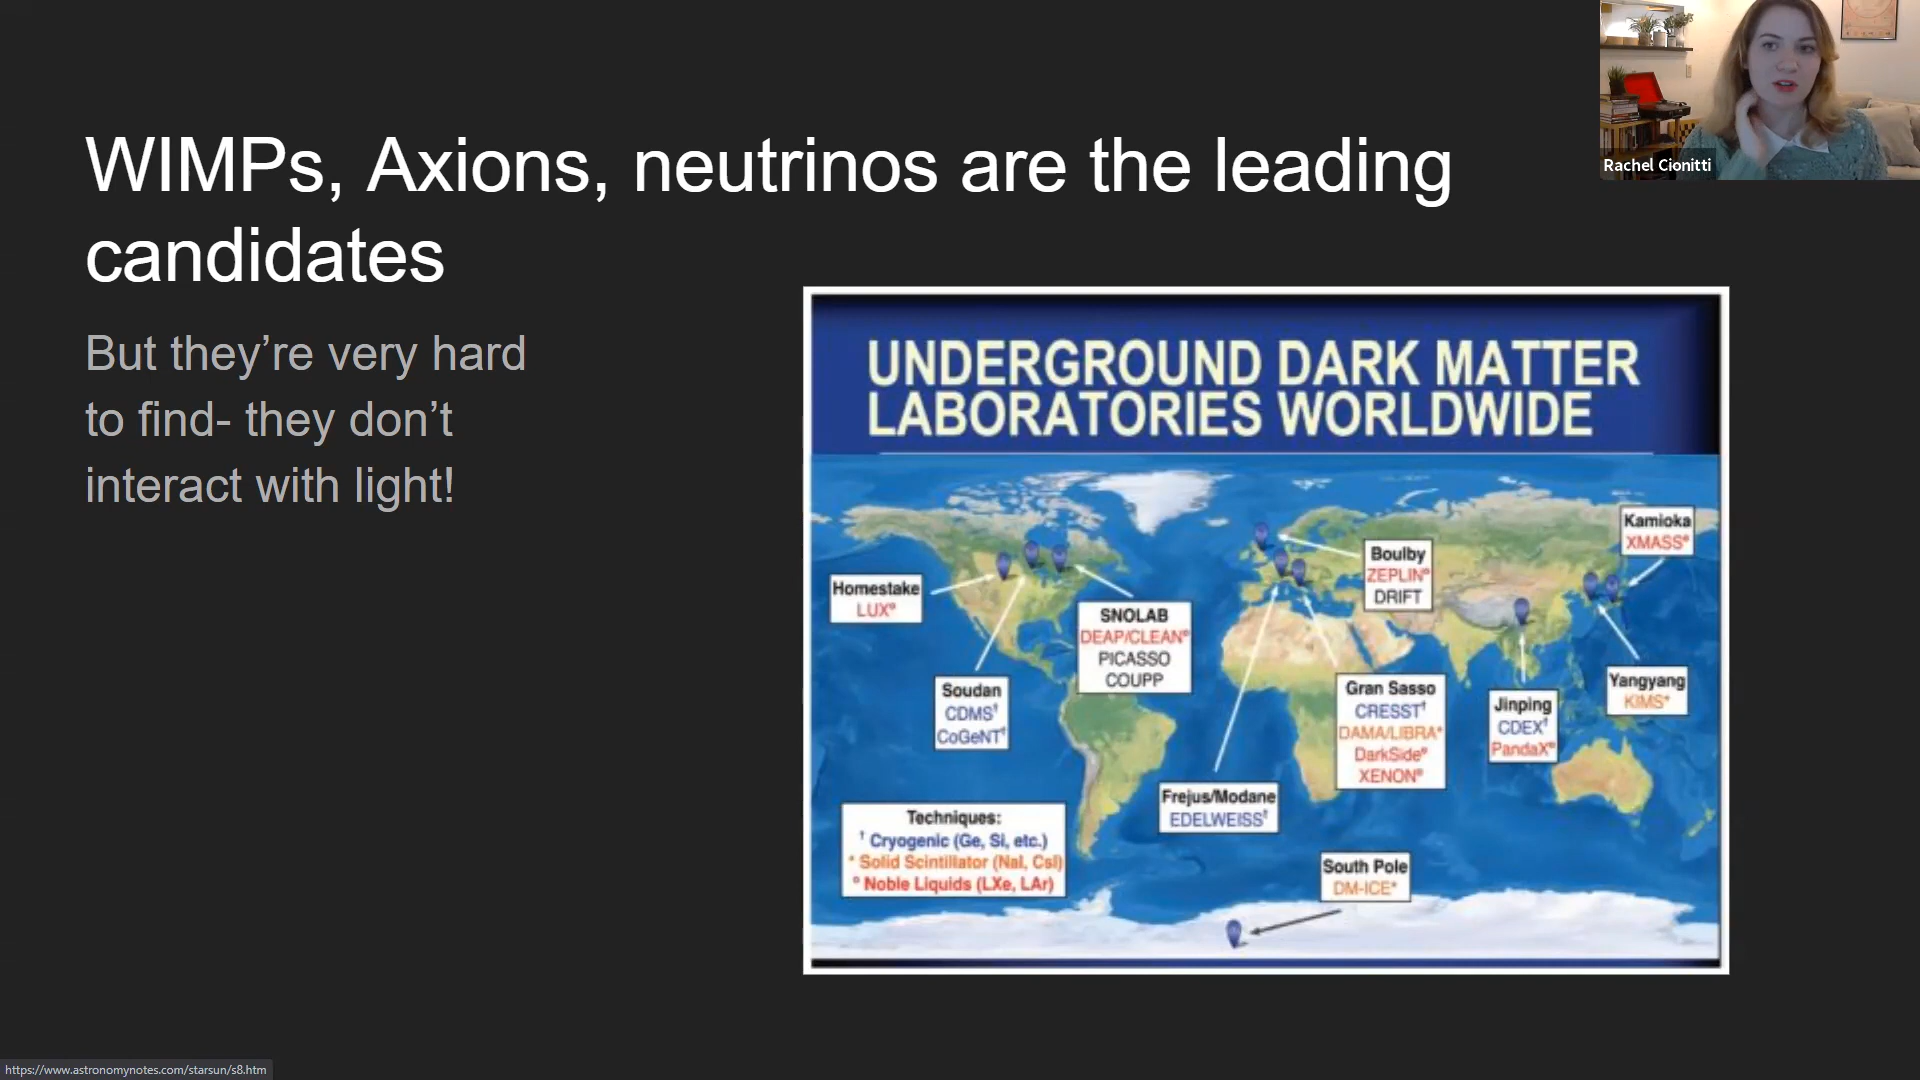 WIMPs, Axions, neutrinos are the leading
candidates
But they’re very hard
to find- they don’t
interact with light!
Rachel Cionitti
UNDERGROUND DARK MATTER
LABORATORIES WORLDWIDE
Kamioka
XMASS°
Boulby
ZEPLIN°
DRIFT
Homestake
LUX°
SNOLAB
DEAP/CLEAN°
PICASSO
COUPP
Soudan
CDMS†
CoGeNT†
Gran Sasso
CRESST†
DAMA/LIBRA*
DarkSide°
XENON°
Jinping
CDEX†
PandaX°
Yangyang
KIMS*
Frejus/Modane
EDELWEISS†
Techniques:
† Cryogenic (Ge, Si, etc.)
* Solid Scintillator (NaI, CsI)
° Noble Liquids (LXe, LAr)
South Pole
DM-ICE*
https://www.astronomynotes.com/starsun/s8.htm